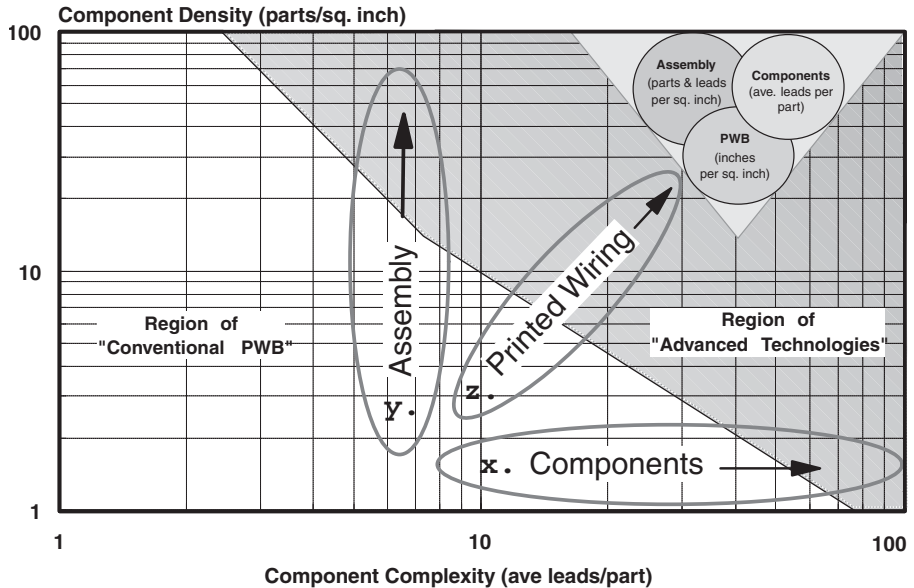 Component Density (parts/sq. inch)
100
10
1
Assembly
(parts & leads
per sq. inch)
Components
(ave. leads per
part)
PWB
(inches
per sq. inch)
Region of
"Conventional PWB"
y. Assembly
z. Printed Wiring
Region of
"Advanced Technologies"
x. Components
1
10
100
Component Complexity (ave leads/part)